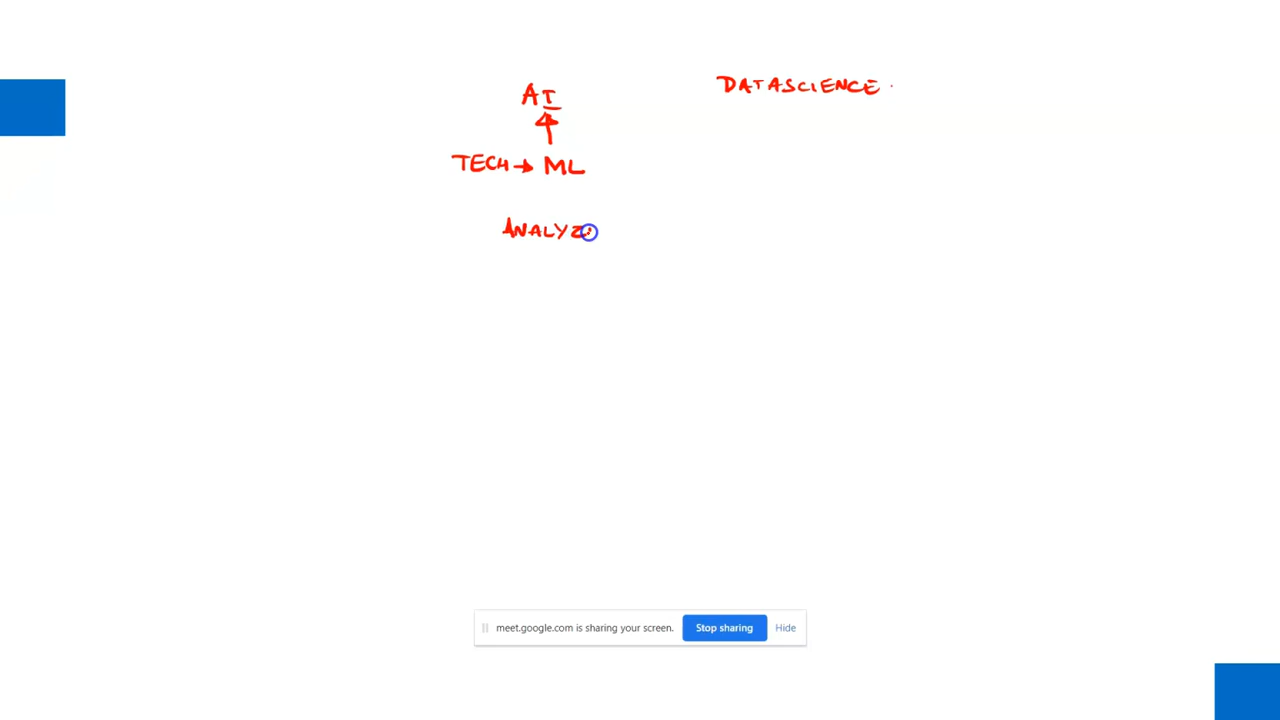 AI
DATASCIENCE
TECH → ML
ANALYZ
meet.google.com is sharing your screen. Stop sharing Hide